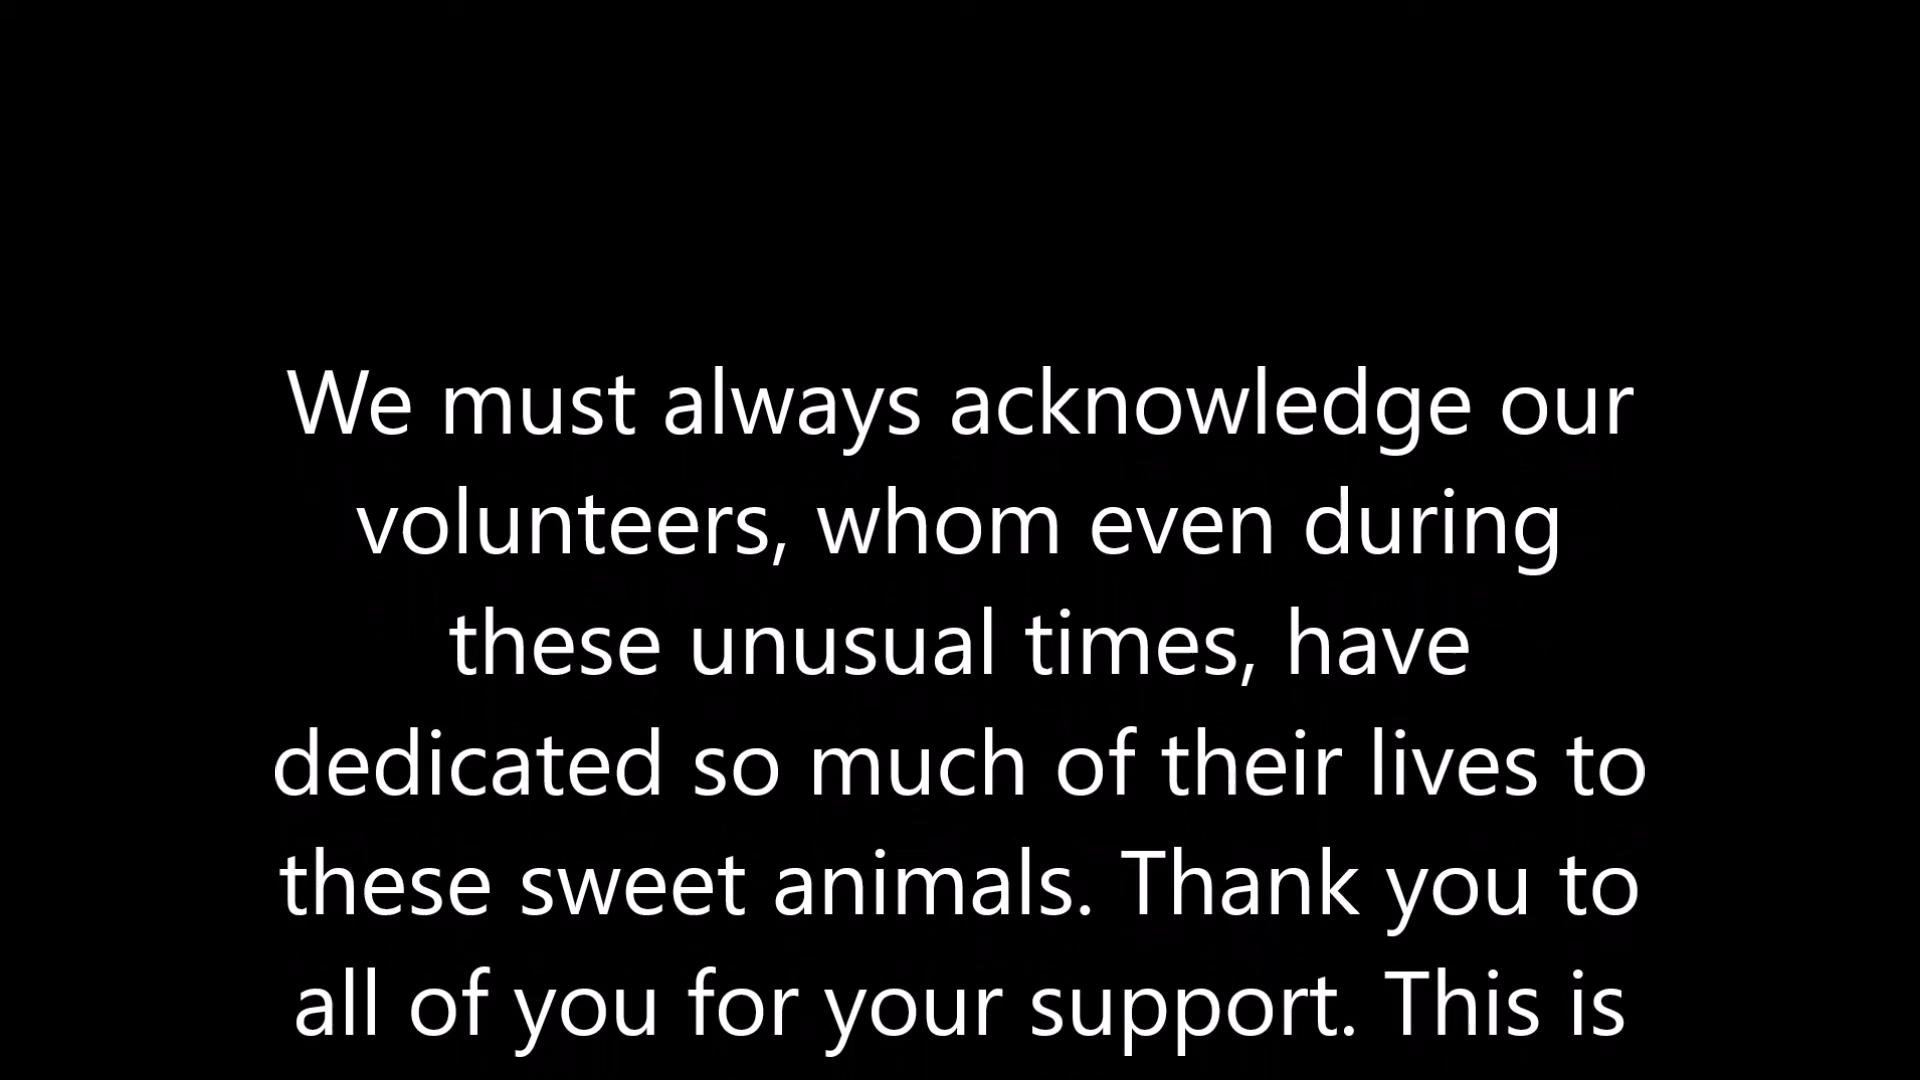 We must always acknowledge our
volunteers, whom even during
these unusual times, have
dedicated so much of their lives to
these sweet animals. Thank you to
all of you for your support. This is